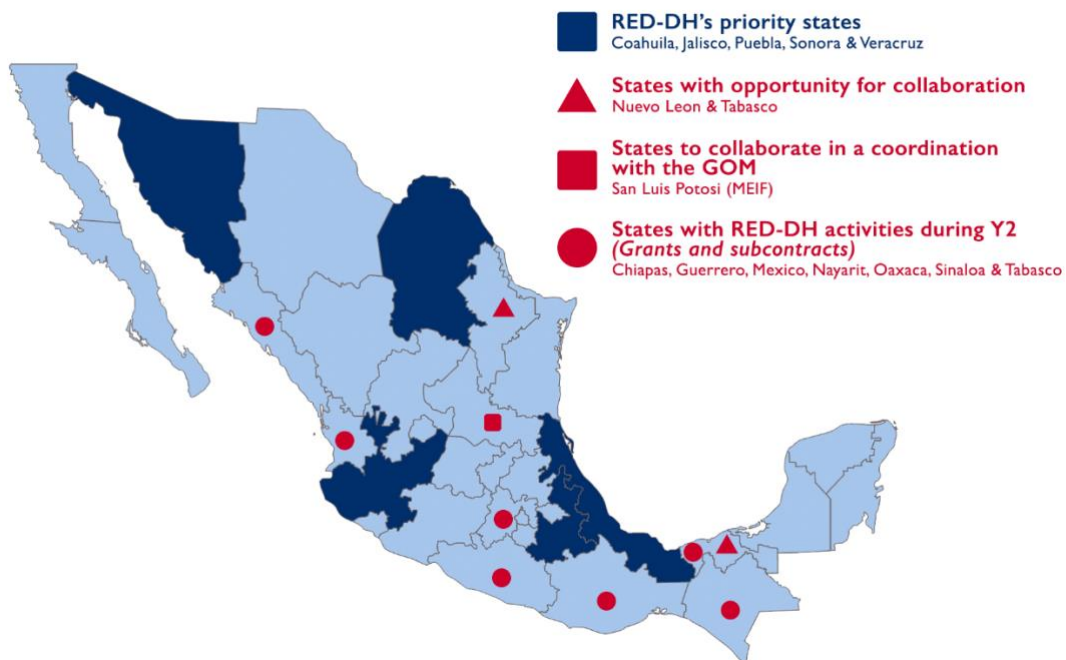 RED-DH's priority states
Coahuila, Jalisco, Puebla, Sonora & Veracruz
States with opportunity for collaboration
Nuevo Leon & Tabasco
States to collaborate in a coordination
with the GOM
San Luis Potosi (MEIF)
States with RED-DH activities during Y2
(Grants and subcontracts)
Chiapas, Guerrero, Mexico, Nayarit, Oaxaca, Sinaloa & Tabasco